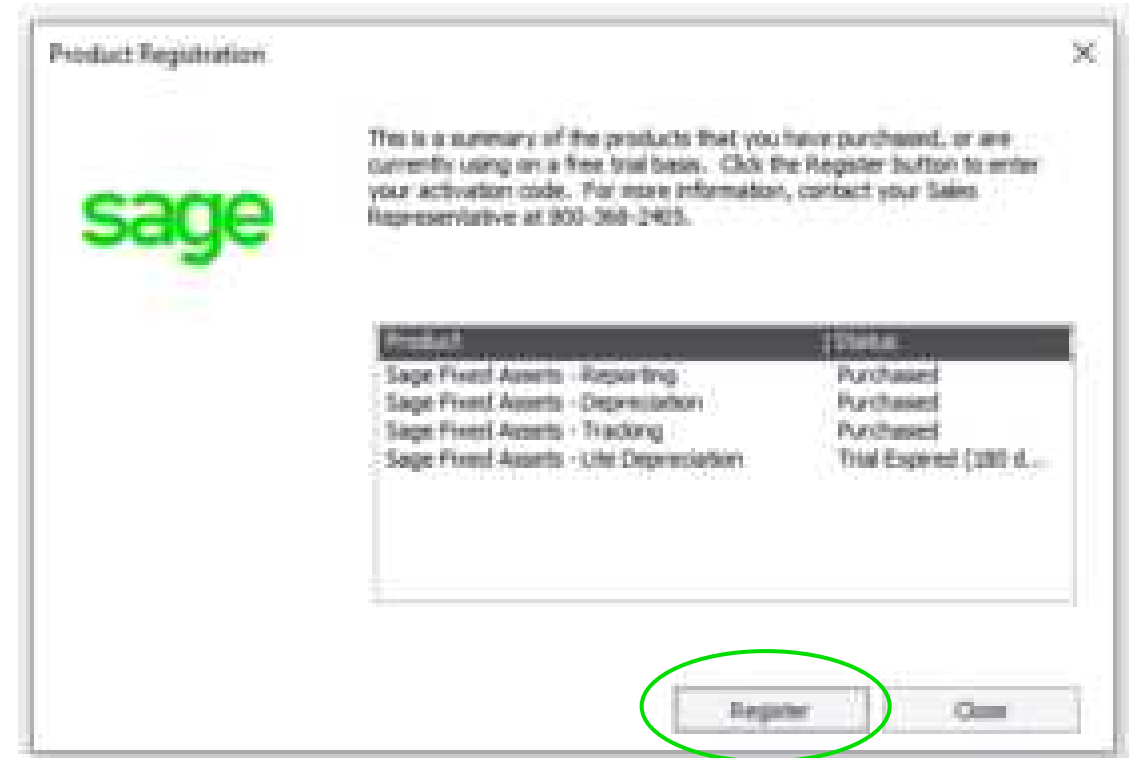 Product Registration
sage
This is a summary of the products that you have purchased, or are
currently using on a free trial basis. Click the Register button to enter
your activation code. For more information, contact your Sales
Representative at 800-368-2405.
Product Status
Sage Fixed Assets - Reporting Purchased
Sage Fixed Assets - Depreciation Purchased
Sage Fixed Assets - Tracking Purchased
Sage Fixed Assets - Lite Depreciation Trial Expired (180 d...
Register Close